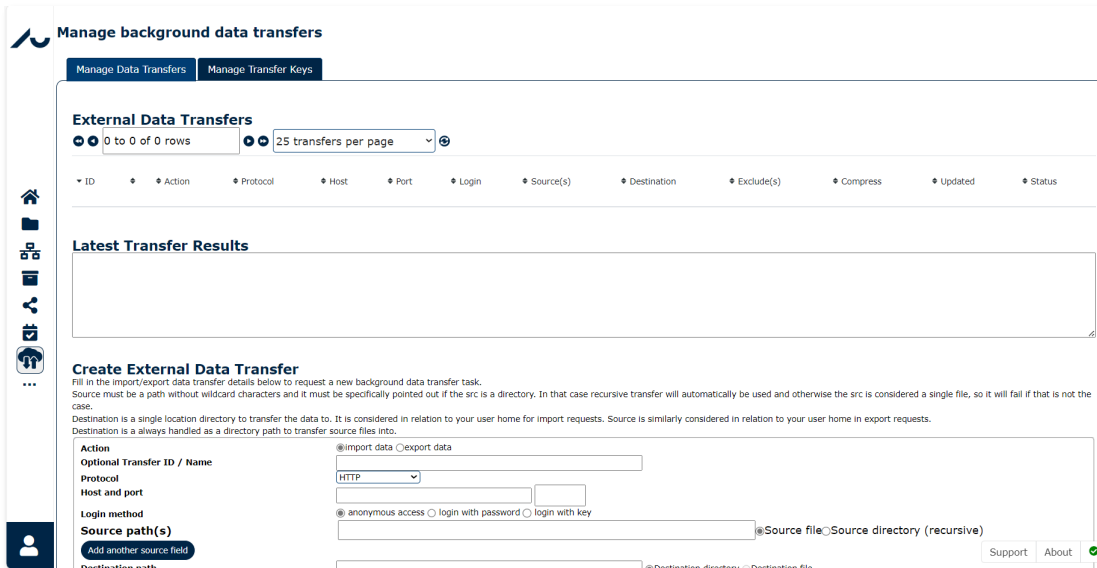 Manage background data transfers
Manage Data Transfers Manage Transfer Keys
External Data Transfers
0 to 0 of 0 rows 25 transfers per page
ID Action Protocol Host Port Login Source(s) Destination Exclude(s) Compress Updated Status
Latest Transfer Results
Create External Data Transfer
Fill in the import/export data transfer details below to request a new background data transfer task.
Source must be a path without wildcard characters and it must be specifically pointed out if the src is a directory. In that case recursive transfer will automatically be used and otherwise the src is considered a single file, so it will fail if that is not the
case.
Destination is a single location directory to transfer the data to. It is considered in relation to your user home for import requests. Source is similarly considered in relation to your user home in export requests.
Destination is a always handled as a directory path to transfer source files into.
Action import data export data
Optional Transfer ID / Name
Protocol HTTP
Host and port
Login method anonymous access login with password login with key
Source path(s) Source file Source directory (recursive)
Add another source field
Support About
Destination path Destination directory Destination file